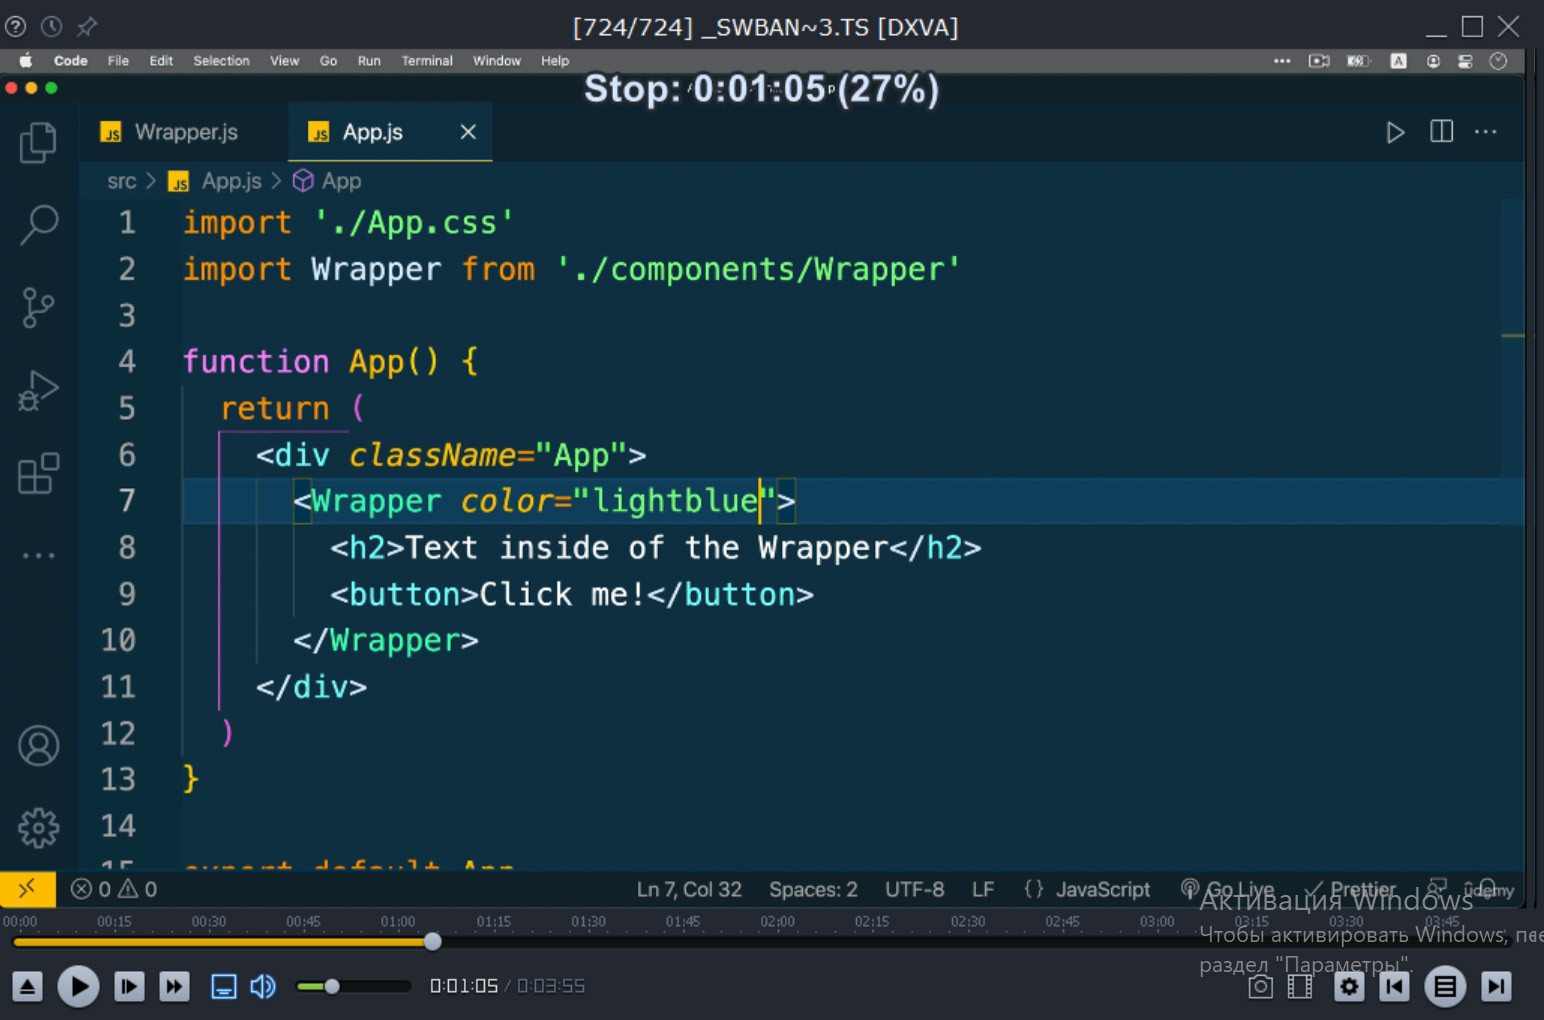 [724/724] _SWBAN~3.TS [DXVA]
Code File Edit Selection View Go Run Terminal Window Help
Stop: 0:01:05 (27%)
JS Wrapper.js JS App.js
src > JS App.js > App
1 import './App.css'
2 import Wrapper from './components/Wrapper'
3
4 function App() {
5 return (
6 <div className="App">
7 <Wrapper color="lightblue">
8 <h2>Text inside of the Wrapper</h2>
9 <button>Click me!</button>
10 </Wrapper>
11 </div>
12 )
13 }
14
15 export default App
0 0 Ln 7, Col 32 Spaces: 2 UTF-8 LF {} JavaScript Go Live Prettier
ûdemy
00:00 00:15 00:30 00:45 01:00 01:15 01:30 01:45 02:00 02:15 02:30 02:45 03:00 03:15 03:30 03:45
Активация Windows
Чтобы активировать Windows, пе
раздел "Параметры".
0:01:05 / 0:03:55